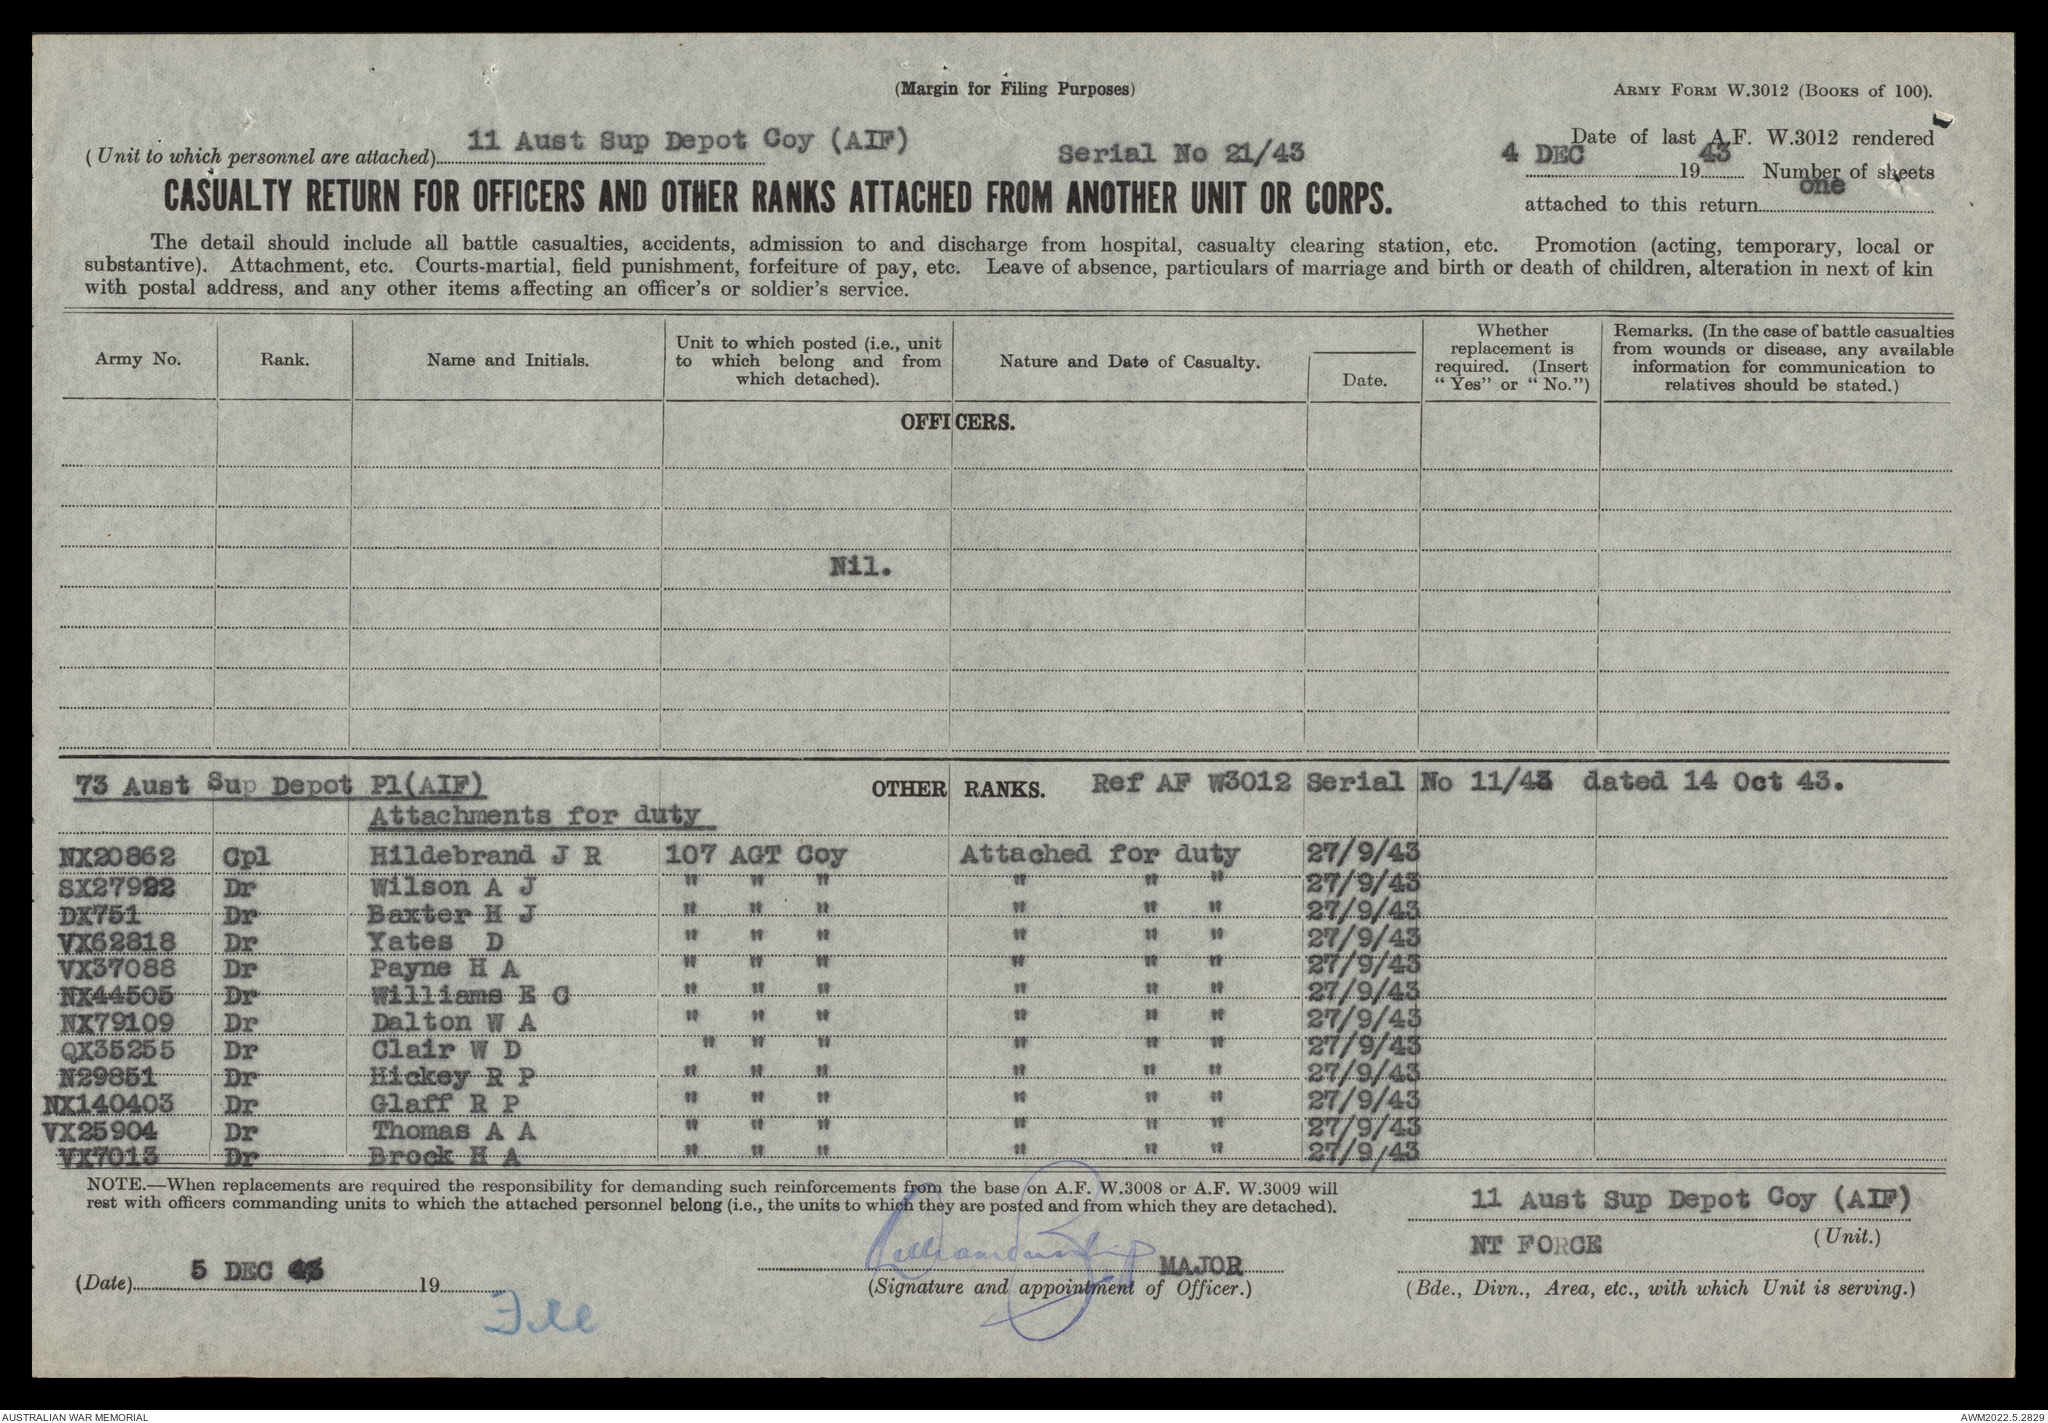 (Margin for Filing Purposes)
ARMY FORM W.3012 (BOOKS of 100).
(Unit to which personnel are attached) 11 Aust Sup Depot Coy (AIF)
Serial No 21/43
Date of last A.F. W.3012 rendered
4 DEC 1943 Number of sheets
attached to this return one
CASUALTY RETURN FOR OFFICERS AND OTHER RANKS ATTACHED FROM ANOTHER UNIT OR CORPS.
The detail should include all battle casualties, accidents, admission to and discharge from hospital, casualty clearing station, etc. Promotion (acting, temporary, local or
substantive). Attachment, etc. Courts-martial, field punishment, forfeiture of pay, etc. Leave of absence, particulars of marriage and birth or death of children, alteration in next of kin
with postal address, and any other items affecting an officer's or soldier's service.
Army No.
Rank.
Name and Initials.
Unit to which posted (i.e., unit
to which belong and from
which detached).
Nature and Date of Casualty.
Date.
Whether
replacement is
required. (Insert
"Yes" or "No.")
Remarks. (In the case of battle casualties
from wounds or disease, any available
information for communication to
relatives should be stated.)
OFFICERS.
Nil.
73 Aust Sup Depot Pl(AIF) OTHER RANKS. Ref AF W3012 Serial No 11/43 dated 14 Oct 43.
Attachments for duty
NX20862 Cpl Hildebrand J R 107 AGT Coy Attached for duty 27/9/43
SX27922 Dr Wilson A J " " " " " " 27/9/43
DX751 Dr Baxter H J " " " " " " 27/9/43
VX62818 Dr Yates D " " " " " " 27/9/43
VX37088 Dr Payne H A " " " " " " 27/9/43
NX44505 Dr Williams E C " " " " " " 27/9/43
NX79109 Dr Dalton W A " " " " " " 27/9/43
QX35255 Dr Clair W D " " " " " " 27/9/43
N29851 Dr Hickey R P " " " " " " 27/9/43
NX140403 Dr Glaff R P " " " " " " 27/9/43
VX25904 Dr Thomas A A " " " " " " 27/9/43
VX7013 Dr Brock H A " " " " " " 27/9/43
NOTE.—When replacements are required the responsibility for demanding such reinforcements from the base on A.F. W.3008 or A.F. W.3009 will
rest with officers commanding units to which the attached personnel belong (i.e., the units to which they are posted and from which they are detached).
11 Aust Sup Depot Coy (AIF)
(Unit.)
NT FORCE
(Bde., Divn., Area, etc., with which Unit is serving.)
MAJOR
(Signature and appointment of Officer.)
(Date) 5 DEC 43 19
AUSTRALIAN WAR MEMORIAL
AWM2022.5.2829